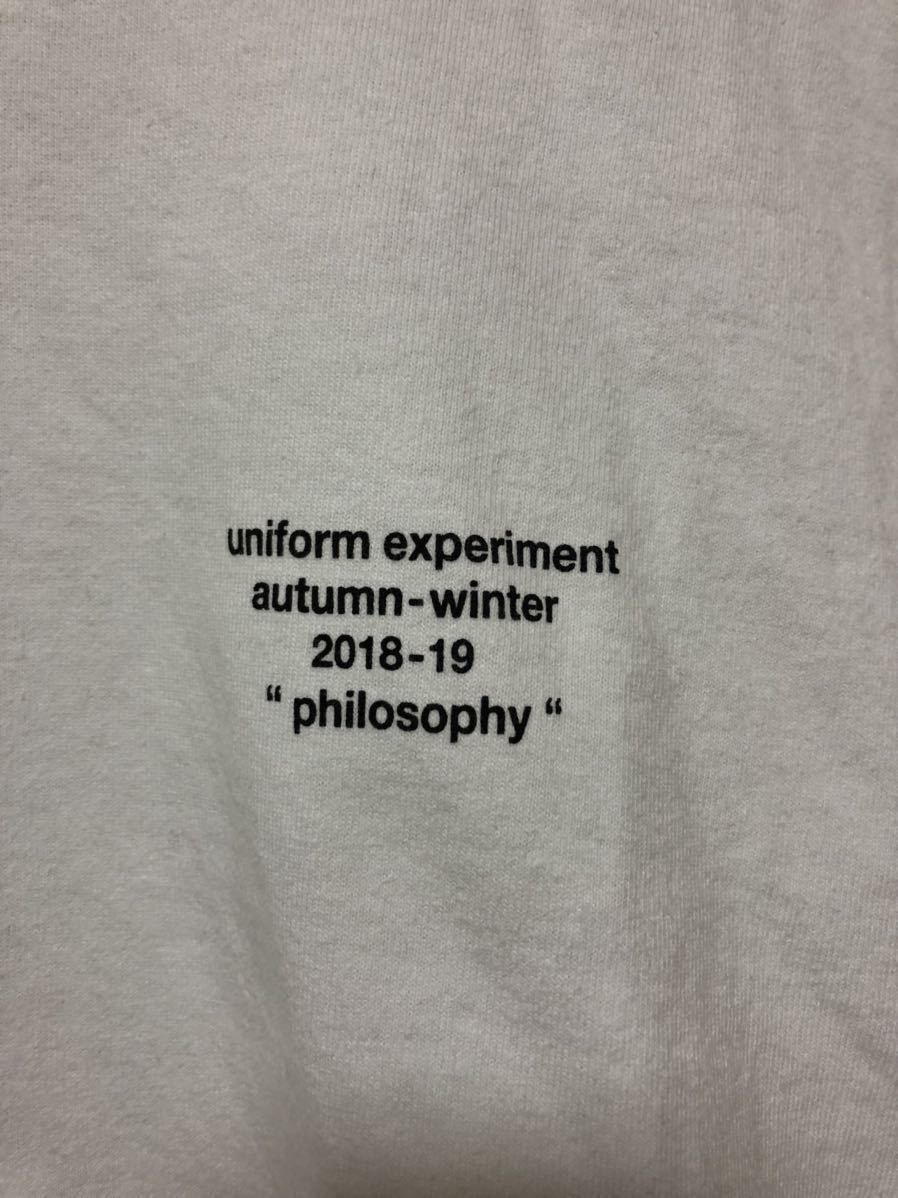 uniform experiment
autumn-winter
2018-19
“ philosophy “